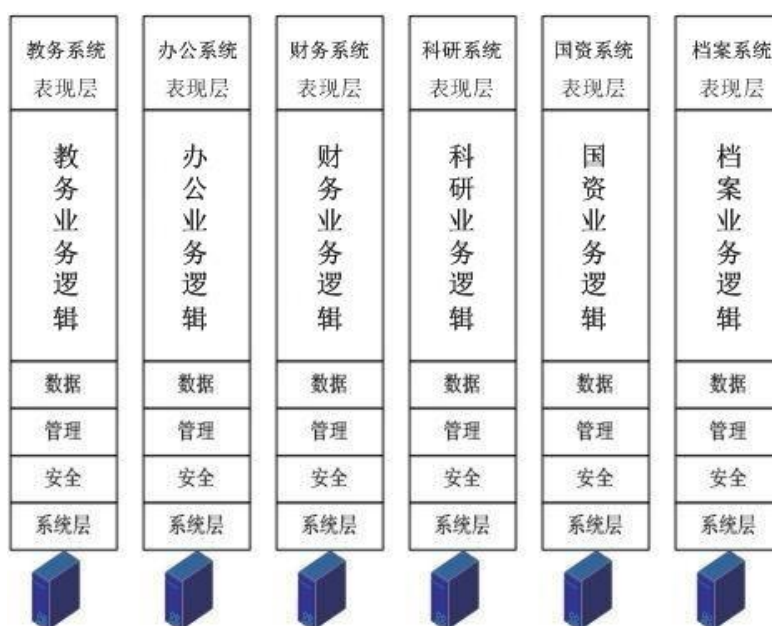 教务系统 办公系统 财务系统 科研系统 国资系统 档案系统
表现层 表现层 表现层 表现层 表现层 表现层
教务业务逻辑 办公业务逻辑 财务业务逻辑 科研业务逻辑 国资业务逻辑 档案业务逻辑
数据 数据 数据 数据 数据 数据
管理 管理 管理 管理 管理 管理
安全 安全 安全 安全 安全 安全
系统层 系统层 系统层 系统层 系统层 系统层